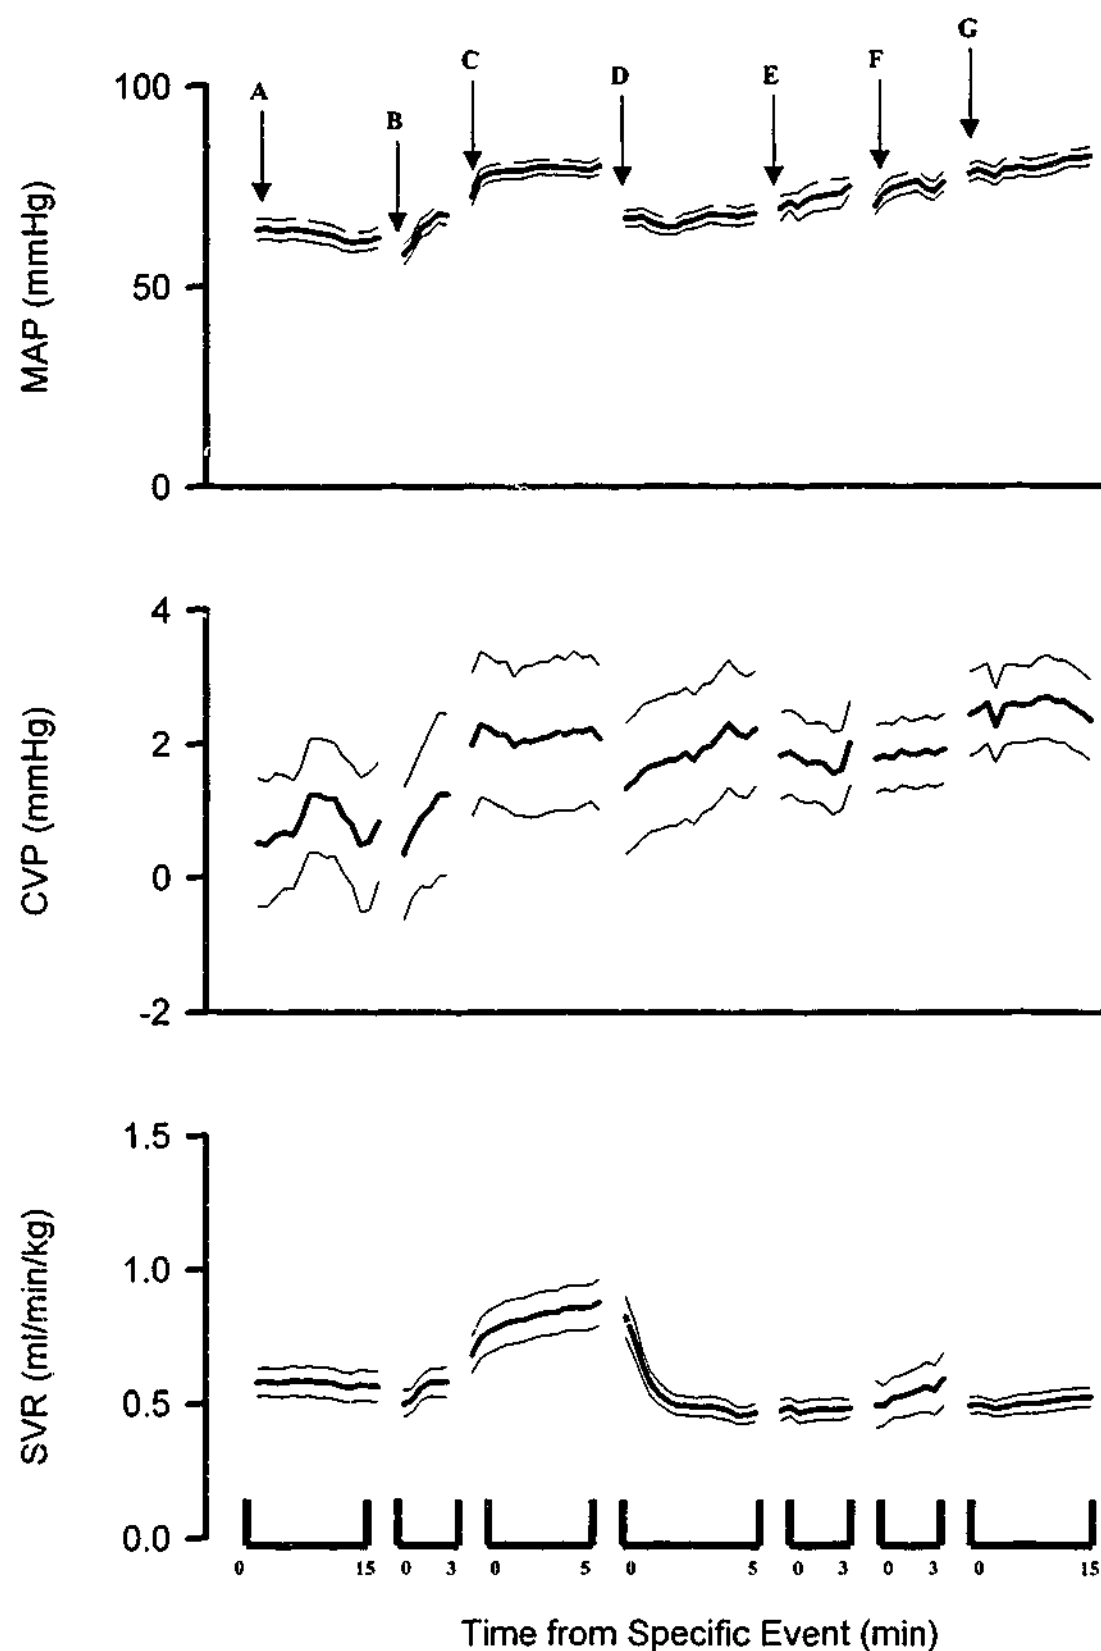 A
B
C
D
E
F
G
MAP (mmHg)
100
50
0
CVP (mmHg)
4
2
0
-2
SVR (ml/min/kg)
1.5
1.0
0.5
0.0
0 15 0 3 0 5 0 5 0 3 0 3 0 15
Time from Specific Event (min)